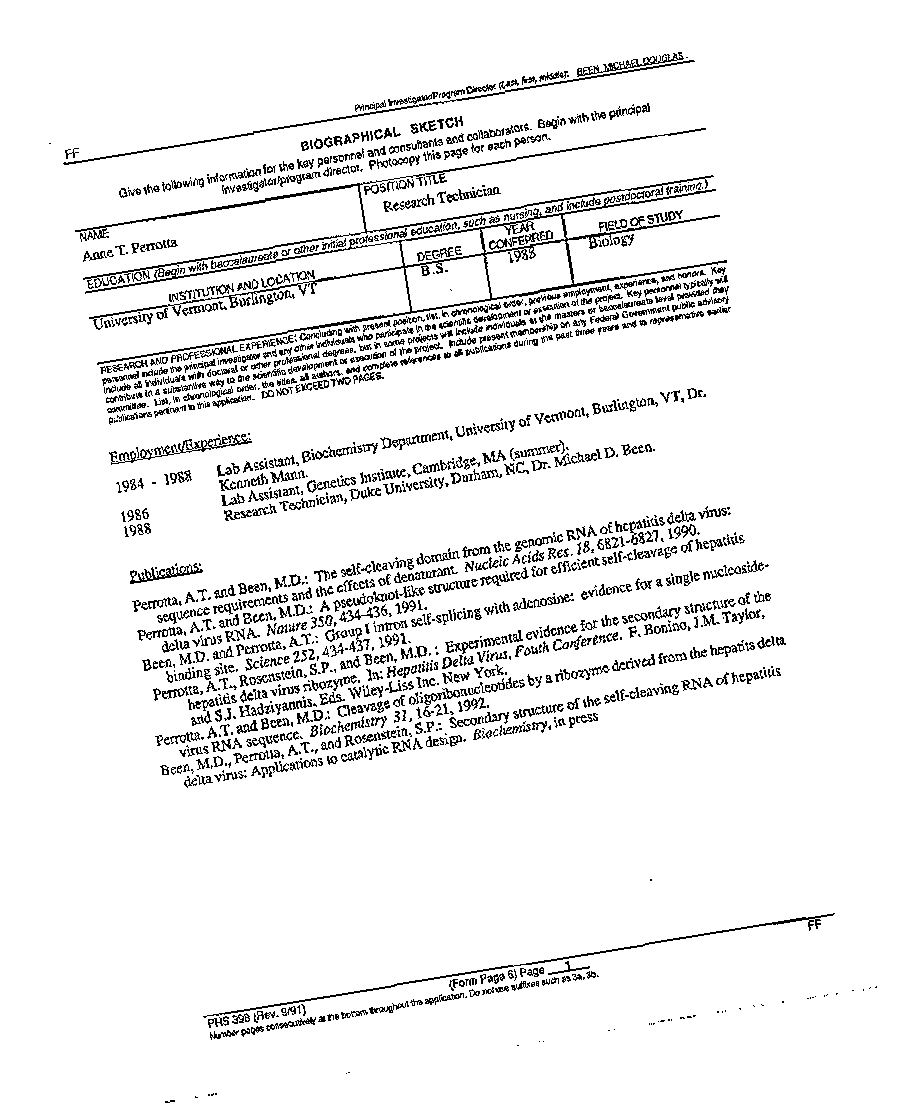 Principal Investigator/Program Director (Last, first, middle): BEEN, MICHAEL DOUGLAS
FF
BIOGRAPHICAL SKETCH
Give the following information for the key personnel and consultants and collaborators. Begin with the principal
investigator/program director. Photocopy this page for each person.
NAME
POSITION TITLE
Anne T. Perrotta
Research Technician
EDUCATION (Begin with baccalaureate or other initial professional education, such as nursing, and include postdoctoral training.)
INSTITUTION AND LOCATION
DEGREE
YEAR CONFERRED
FIELD OF STUDY
University of Vermont, Burlington, VT
B.S.
1988
Biology
RESEARCH AND PROFESSIONAL EXPERIENCE: Concluding with present position, list, in chronological order, previous employment, experience, and honors. Key
personnel include the principal investigator and any other individuals who participate in the scientific development or execution of the project. Key personnel typically will
include all individuals with doctoral or other professional degrees, but in some projects will include individuals at the masters or baccalaureate level provided they
contribute in a substantive way to the scientific development or execution of the project. Include present membership on any Federal Government public advisory
committee. List, in chronological order, the titles, all authors, and complete references to all publications during the past three years and to representative earlier
publications pertinent to this application. DO NOT EXCEED TWO PAGES.
Employment/Experience:
1984 - 1988 Lab Assistant, Biochemistry Department, University of Vermont, Burlington, VT, Dr.
Kenneth Mann.
1986 Lab Assistant, Genetics Institute, Cambridge, MA (summer).
1988 Research Technician, Duke University, Durham, NC, Dr. Michael D. Been.
Publications:
Perrotta, A.T. and Been, M.D.: The self-cleaving domain from the genomic RNA of hepatitis delta virus:
sequence requirements and the effects of denaturant. Nucleic Acids Res. 18, 6821-6827, 1990.
Perrotta, A.T. and Been, M.D.: A pseudoknot-like structure required for efficient self-cleavage of hepatitis
delta virus RNA. Nature 350, 434-436, 1991.
Been, M.D. and Perrotta, A.T.: Group I intron self-splicing with adenosine: evidence for a single nucleoside-
binding site. Science 252, 434-437, 1991.
Perrotta, A.T., Rosenstein, S.P., and Been, M.D. : Experimental evidence for the secondary structure of the
hepatitis delta virus ribozyme. In: Hepatitis Delta Virus, Fouth Conference. F. Bonino, J.M. Taylor,
and S.J. Hadziyannis, Eds. Wiley-Liss Inc. New York.
Perrotta, A.T. and Been, M.D.: Cleavage of oligoribonucleotides by a ribozyme derived from the hepatits delta
virus RNA sequence. Biochemistry 31, 16-21, 1992.
Been, M.D., Perrotta, A.T., and Rosenstein, S.P.: Secondary structure of the self-cleaving RNA of hepatitis
delta virus: Applications to catalytic RNA design. Biochemistry, in press
FF
PHS 398 (Rev. 9/91)
(Form Page 6) Page 1
Number pages consecutively at the bottom throughout the application. Do not use suffixes such as 3a, 3b.